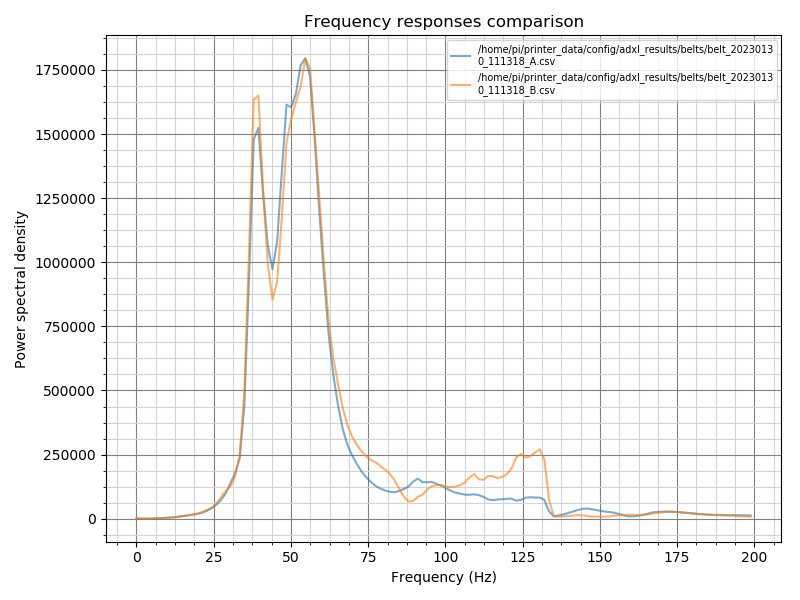 Frequency responses comparison
/home/pi/printer_data/config/adxl_results/belts/belt_2023013
0_111318_A.csv
/home/pi/printer_data/config/adxl_results/belts/belt_2023013
0_111318_B.csv
Power spectral density
1750000
1500000
1250000
1000000
750000
500000
250000
0
0 25 50 75 100 125 150 175 200
Frequency (Hz)